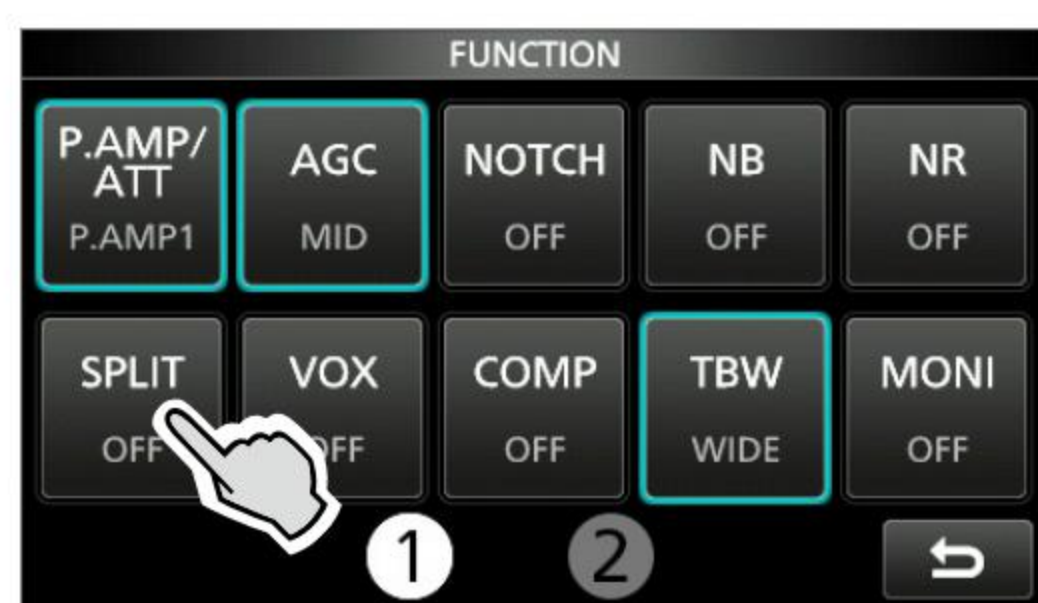 FUNCTION
P.AMP/
ATT
P.AMP1
AGC
MID
NOTCH
OFF
NB
OFF
NR
OFF
SPLIT
OFF
VOX
OFF
COMP
OFF
TBW
WIDE
MONI
OFF
1
2